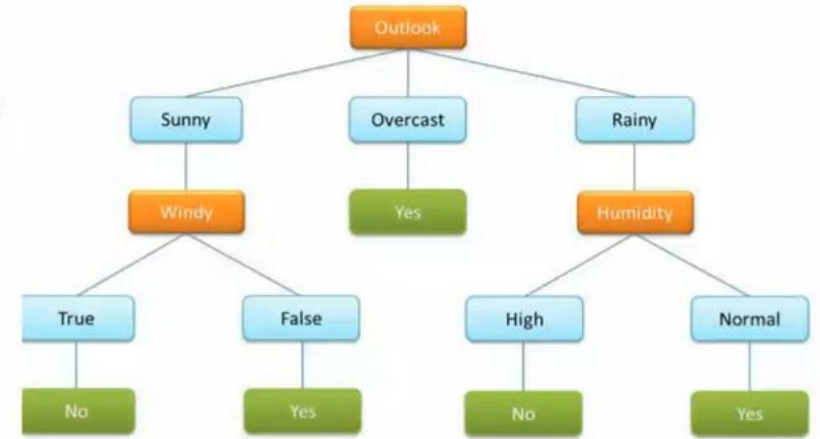 Outlook
Sunny Overcast Rainy
Windy Yes Humidity
True False High Normal
No Yes No Yes